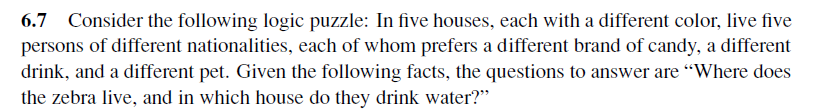 6.7 Consider the following logic puzzle: In five houses, each with a different color, live five
persons of different nationalities, each of whom prefers a different brand of candy, a different
drink, and a different pet. Given the following facts, the questions to answer are “Where does
the zebra live, and in which house do they drink water?”